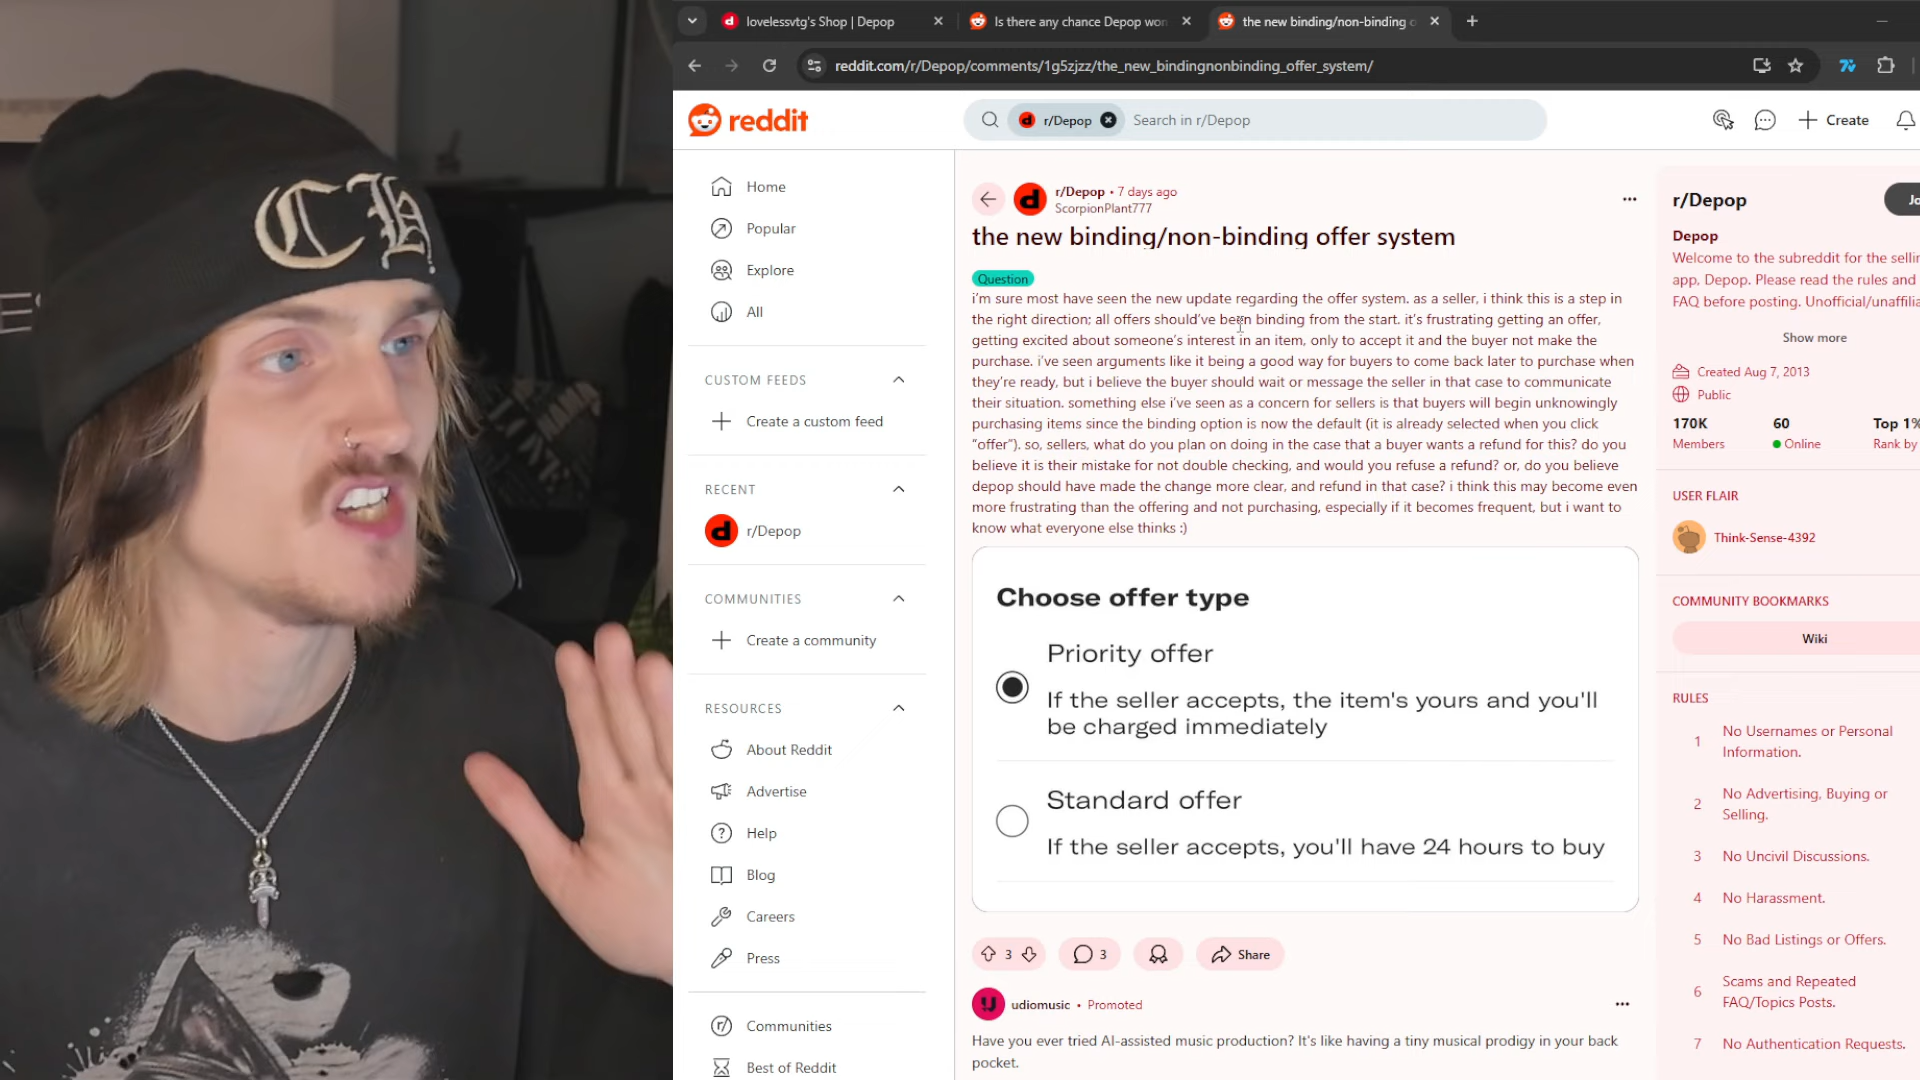 CH
lovelessvtg's Shop | Depop
Is there any chance Depop won
the new binding/non-binding o
reddit.com/r/Depop/comments/1g5zjzz/the_new_bindingnonbinding_offer_system/
reddit
r/Depop
Search in r/Depop
Create
Home
Popular
Explore
All
CUSTOM FEEDS
Create a custom feed
RECENT
r/Depop
COMMUNITIES
Create a community
RESOURCES
About Reddit
Advertise
Help
Blog
Careers
Press
Communities
Best of Reddit
r/Depop • 7 days ago
ScorpionPlant777
the new binding/non-binding offer system
Question
i'm sure most have seen the new update regarding the offer system. as a seller, i think this is a step in
the right direction; all offers should've been binding from the start. it's frustrating getting an offer,
getting excited about someone's interest in an item, only to accept it and the buyer not make the
purchase. i've seen arguments like it being a good way for buyers to come back later to purchase when
they're ready, but i believe the buyer should wait or message the seller in that case to communicate
their situation. something else i've seen as a concern for sellers is that buyers will begin unknowingly
purchasing items since the binding option is now the default (it is already selected when you click
"offer"). so, sellers, what do you plan on doing in the case that a buyer wants a refund for this? do you
believe it is their mistake for not double checking, and would you refuse a refund? or, do you believe
depop should have made the change more clear, and refund in that case? i think this may become even
more frustrating than the offering and not purchasing, especially if it becomes frequent, but i want to
know what everyone else thinks :)
Choose offer type
Priority offer
If the seller accepts, the item's yours and you'll
be charged immediately
Standard offer
If the seller accepts, you'll have 24 hours to buy
3
3
Share
udiomusic • Promoted
Have you ever tried AI-assisted music production? It's like having a tiny musical prodigy in your back
pocket.
r/Depop
Jo
Depop
Welcome to the subreddit for the sellin
app, Depop. Please read the rules and
FAQ before posting. Unofficial/unaffilia
Show more
Created Aug 7, 2013
Public
170K 60 Top 1%
Members Online Rank by
USER FLAIR
Think-Sense-4392
COMMUNITY BOOKMARKS
Wiki
RULES
1 No Usernames or Personal
Information.
2 No Advertising, Buying or
Selling.
3 No Uncivil Discussions.
4 No Harassment.
5 No Bad Listings or Offers.
6 Scams and Repeated
FAQ/Topics Posts.
7 No Authentication Requests.